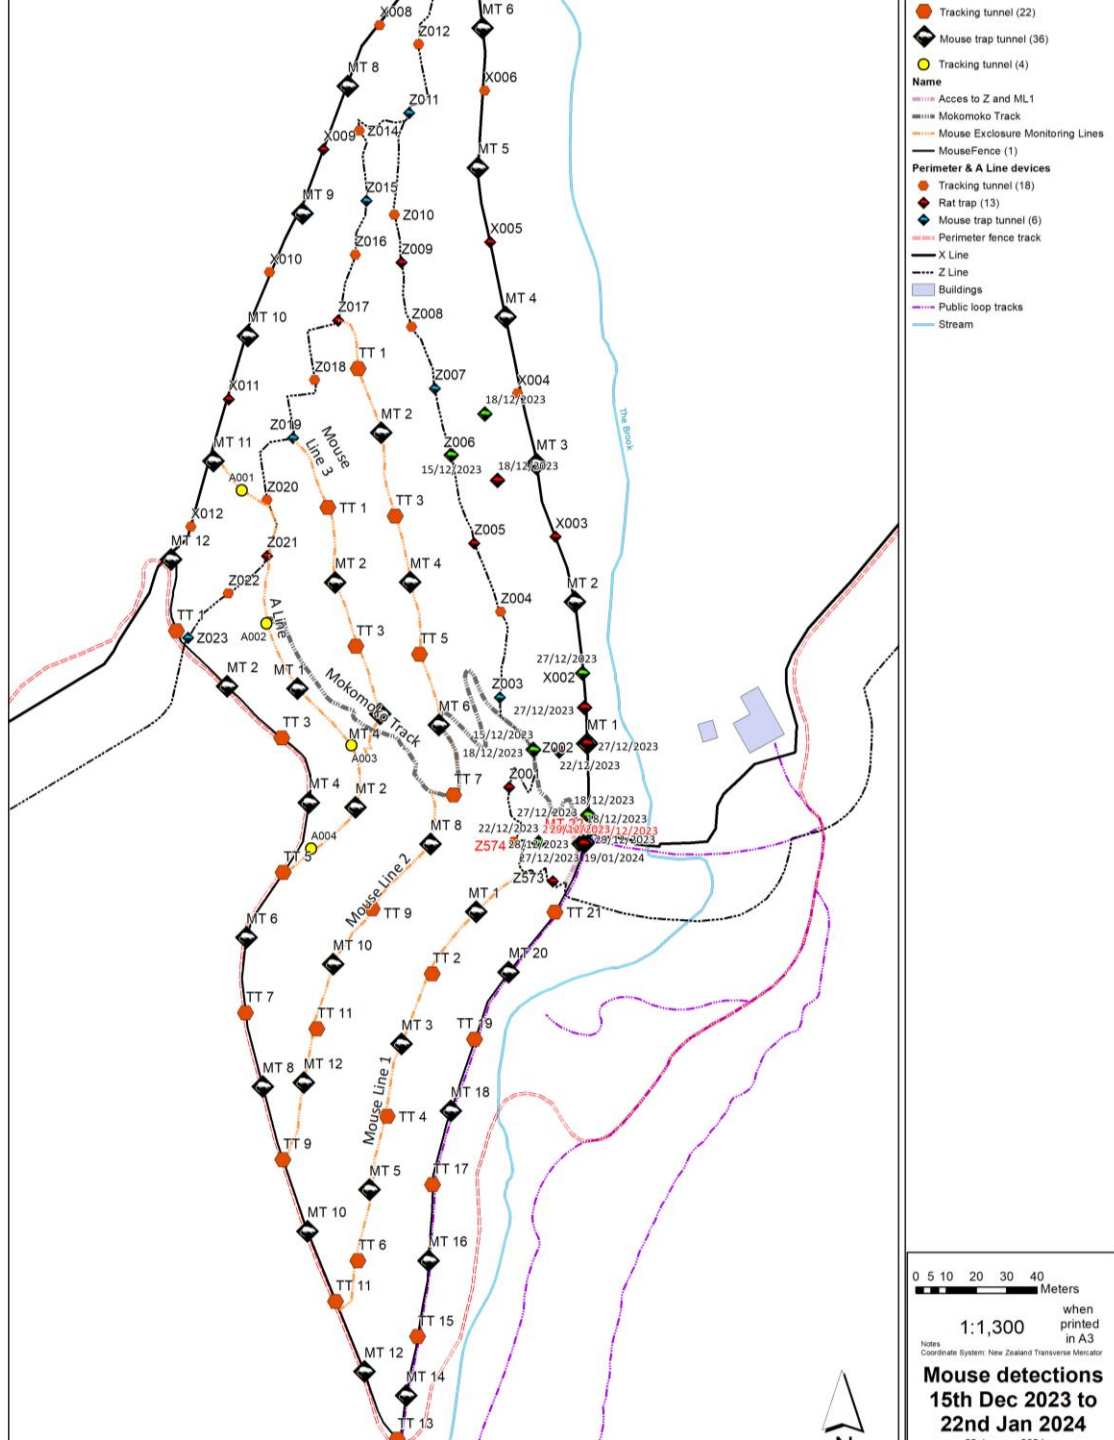 Tracking tunnel (22)
Mouse trap tunnel (36)
Tracking tunnel (4)
Name
Acces to Z and ML1
Mokomoko Track
Mouse Exclosure Monitoring Lines
MouseFence (1)
Perimeter & A Line devices
Tracking tunnel (18)
Rat trap (13)
Mouse trap tunnel (6)
Perimeter fence track
X Line
Z Line
Buildings
Public loop tracks
Stream
X008
MT 6
Z012
MT 8
X006
Z011
X009
Z014
MT 5
Z015
MT 9
Z010
X005
Z016
Z009
X010
Z017
MT 4
MT 10
Z008
TT 1
Z018
Z007
X004
X011
18/12/2023
The Brook
MT 2
Z019
Mouse
Line 3
MT 11
Z006
MT 3
15/12/2023
18/12/2023
A001
Z020
TT 1
TT 3
X012
X003
Z005
MT 12
Z021
MT 2
MT 4
Z022
MT 2
Z004
A Line
TT 1
Z023
A002
TT 3
TT 5
27/12/2023
X002
MT 2
MT 1
Mokomoko Track
Z003
27/12/2023
MT 6
MT 1
TT 3
MT 4
15/12/2023
18/12/2023
Z002
27/12/2023
A003
22/12/2023
Z001
TT 7
MT 4
MT 2
18/12/2023
27/12/2023
18/12/2023
22/12/2023
A004
MT 8
Z574
28/12/2023
27/12/2023
19/01/2024
TT 5
Z573
Mouse Line 2
MT 1
TT 21
TT 9
MT 6
MT 10
TT 2
MT 20
TT 7
TT 11
MT 3
TT 19
MT 8
MT 12
Mouse Line 1
MT 18
TT 4
TT 9
MT 5
TT 17
MT 10
TT 6
MT 16
TT 11
TT 15
MT 12
MT 14
TT 13
0 5 10 20 30 40
Meters
1:1,300
when
printed
in A3
Notes
Coordinate System: New Zealand Transverse Mercator
Mouse detections
15th Dec 2023 to
22nd Jan 2024